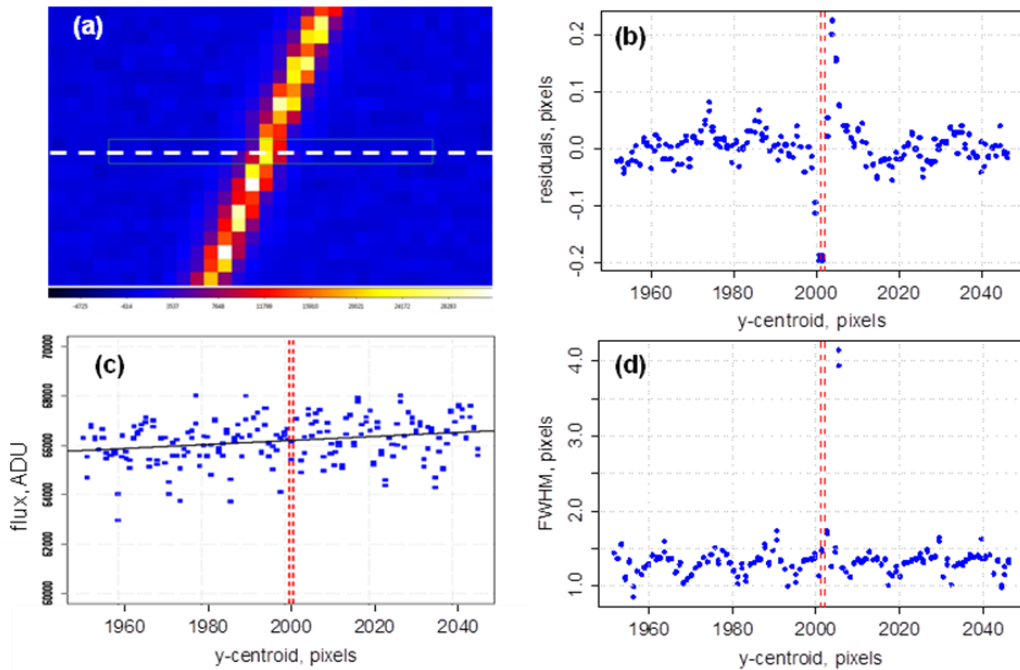 (a)
-4725 -614 3537 7648 11799 15910 20021 24172 28283
(b)
residuals, pixels
0.2
0.1
0.0
-0.1
-0.2
1960 1980 2000 2020 2040
y-centroid, pixels
(c)
flux, ADU
70000
68000
66000
64000
62000
60000
1960 1980 2000 2020 2040
y-centroid, pixels
(d)
FWHM, pixels
4.0
3.0
2.0
1.0
1960 1980 2000 2020 2040
y-centroid, pixels